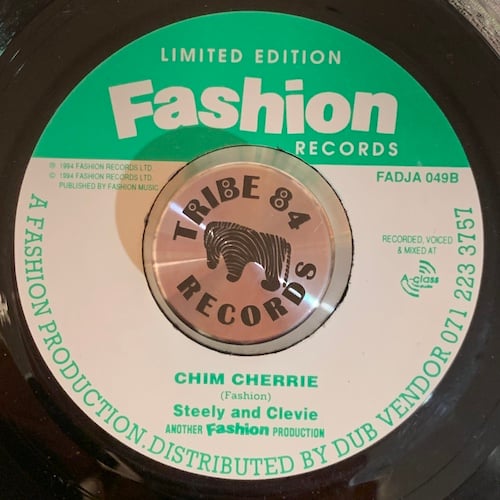 LIMITED EDITION
Fashion
RECORDS
℗ 1994 FASHION RECORDS LTD.
© 1994 FASHION RECORDS LTD.
PUBLISHED BY FASHION MUSIC
FADJA 049B
TRIBE 84
RECORDS
RECORDED, VOICED
& MIXED AT
A-class
CHIM CHERRIE
(Fashion)
Steely and Clevie
ANOTHER Fashion PRODUCTION
A FASHION PRODUCTION. DISTRIBUTED BY DUB VENDOR 071 223 3757